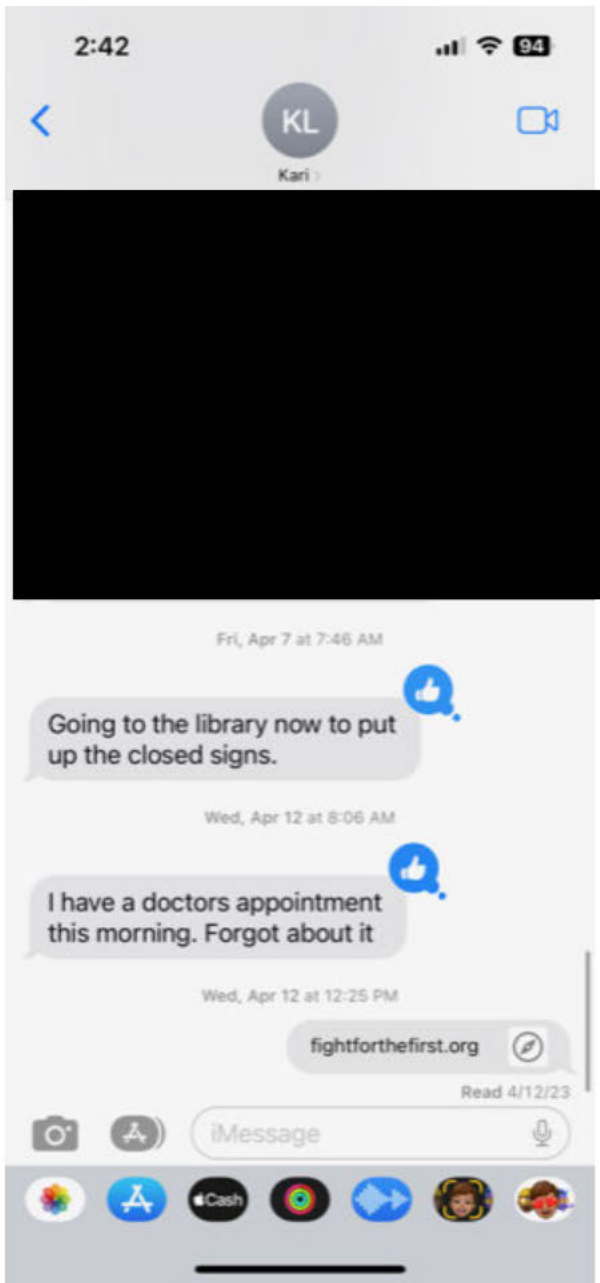 2:42
94
KL
Kari
Fri, Apr 7 at 7:46 AM
Going to the library now to put
up the closed signs.
Wed, Apr 12 at 8:06 AM
I have a doctors appointment
this morning. Forgot about it
Wed, Apr 12 at 12:25 PM
fightforthefirst.org
Read 4/12/23
iMessage
Cash